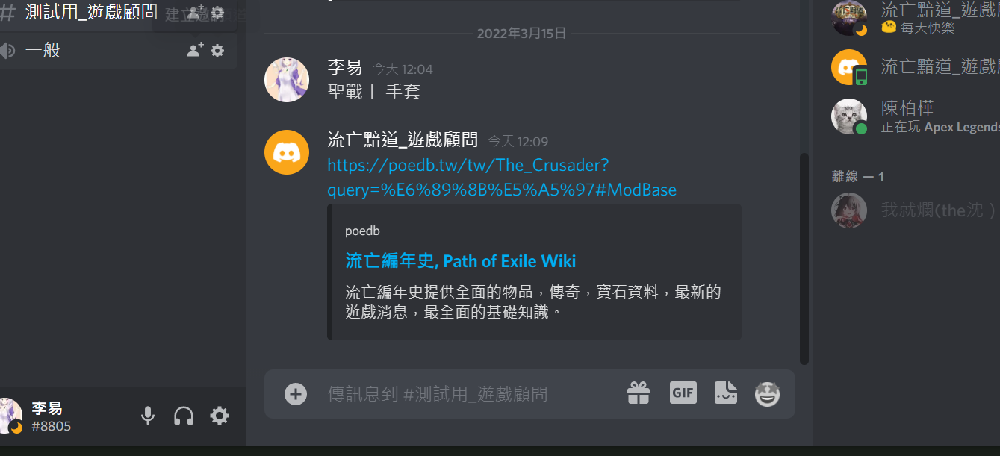 # 測試用_遊戲顧問
建立邀請
一般
李易
#8805
2022年3月15日
李易 今天 12:04
聖戰士 手套
流亡黯道_遊戲顧問 今天 12:09
https://poedb.tw/tw/The_Crusader?
query=%E6%89%8B%E5%A5%97#ModBase
poedb
流亡編年史, Path of Exile Wiki
流亡編年史提供全面的物品，傳奇，寶石資料，最新的
遊戲消息，最全面的基礎知識。
傳訊息到 #測試用_遊戲顧問
GIF
流亡黯道_遊戲
每天快樂
流亡黯道_遊戲
陳柏樺
正在玩 Apex Legends
離線 — 1
我就爛(the沈 )